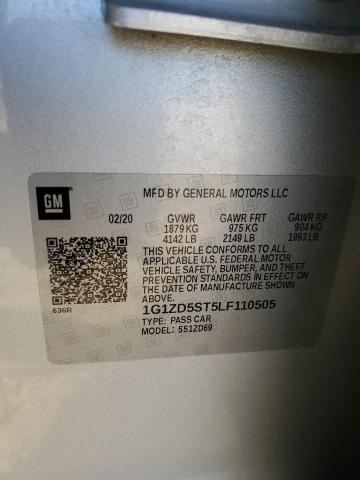 GM
MFD BY GENERAL MOTORS LLC
02/20 GVWR GAWR FRT GAWR RR
1879 KG 975 KG 904 KG
4142 LB 2149 LB 1993 LB
THIS VEHICLE CONFORMS TO ALL
APPLICABLE U.S. FEDERAL MOTOR
VEHICLE SAFETY, BUMPER, AND THEFT
PREVENTION STANDARDS IN EFFECT
ON THE DATE OF MANUFACTURE SHOWN
ABOVE.
1G1ZD5ST5LF110505
TYPE: PASS CAR
MODEL: 551ZD69
636R